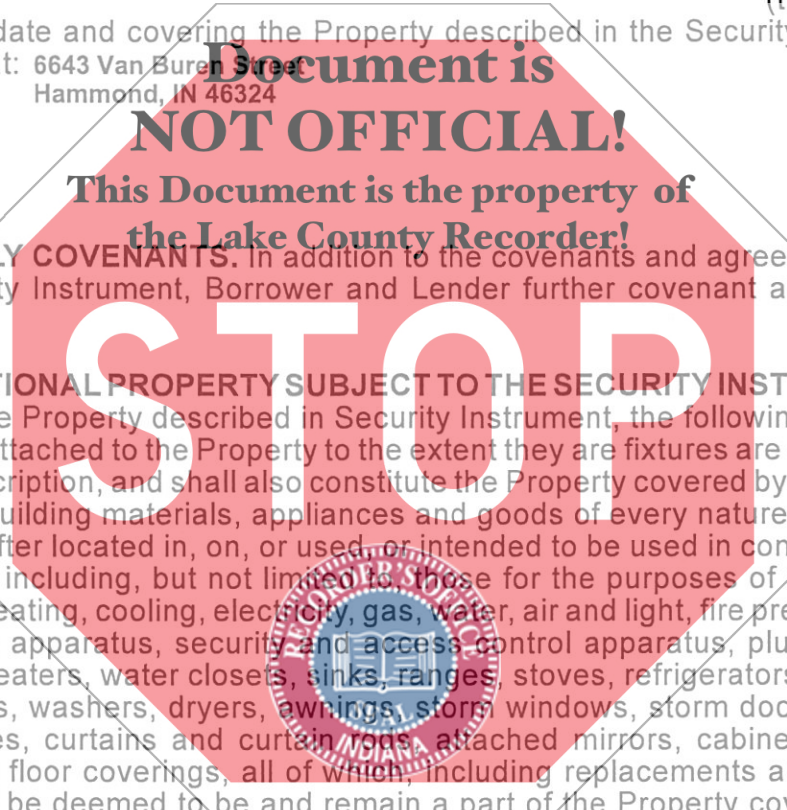 date and covering the Property described in the Security
t: 6643 Van Buren Street
Hammond, IN 46324
Document is
NOT OFFICIAL!
This Document is the property of
the Lake County Recorder!
Y COVENANTS. In addition to the covenants and agree
ty Instrument, Borrower and Lender further covenant a
STOP
TIONAL PROPERTY SUBJECT TO THE SECURITY INST
e Property described in Security Instrument, the followin
ttached to the Property to the extent they are fixtures are
cription, and shall also constitute the Property covered by
uilding materials, appliances and goods of every nature
fter located in, on, or used, or intended to be used in con
including, but not limited to, those for the purposes of
eating, cooling, electricity, gas, water, air and light, fire pre
apparatus, security and access control apparatus, plu
eaters, water closets, sinks, ranges, stoves, refrigerators
s, washers, dryers, awnings, storm windows, storm doo
es, curtains and curtain rods, attached mirrors, cabine
floor coverings, all of which, including replacements a
be deemed to be and remain a part of the Property cov
RECORDER'S OFFICE
SEAL
INDIANA